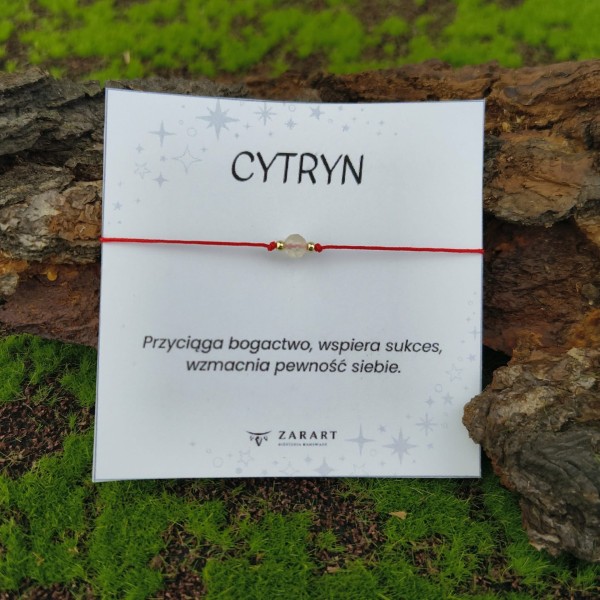 CYTRYN
Przyciąga bogactwo, wspiera sukces,
wzmacnia pewność siebie.
ZARART